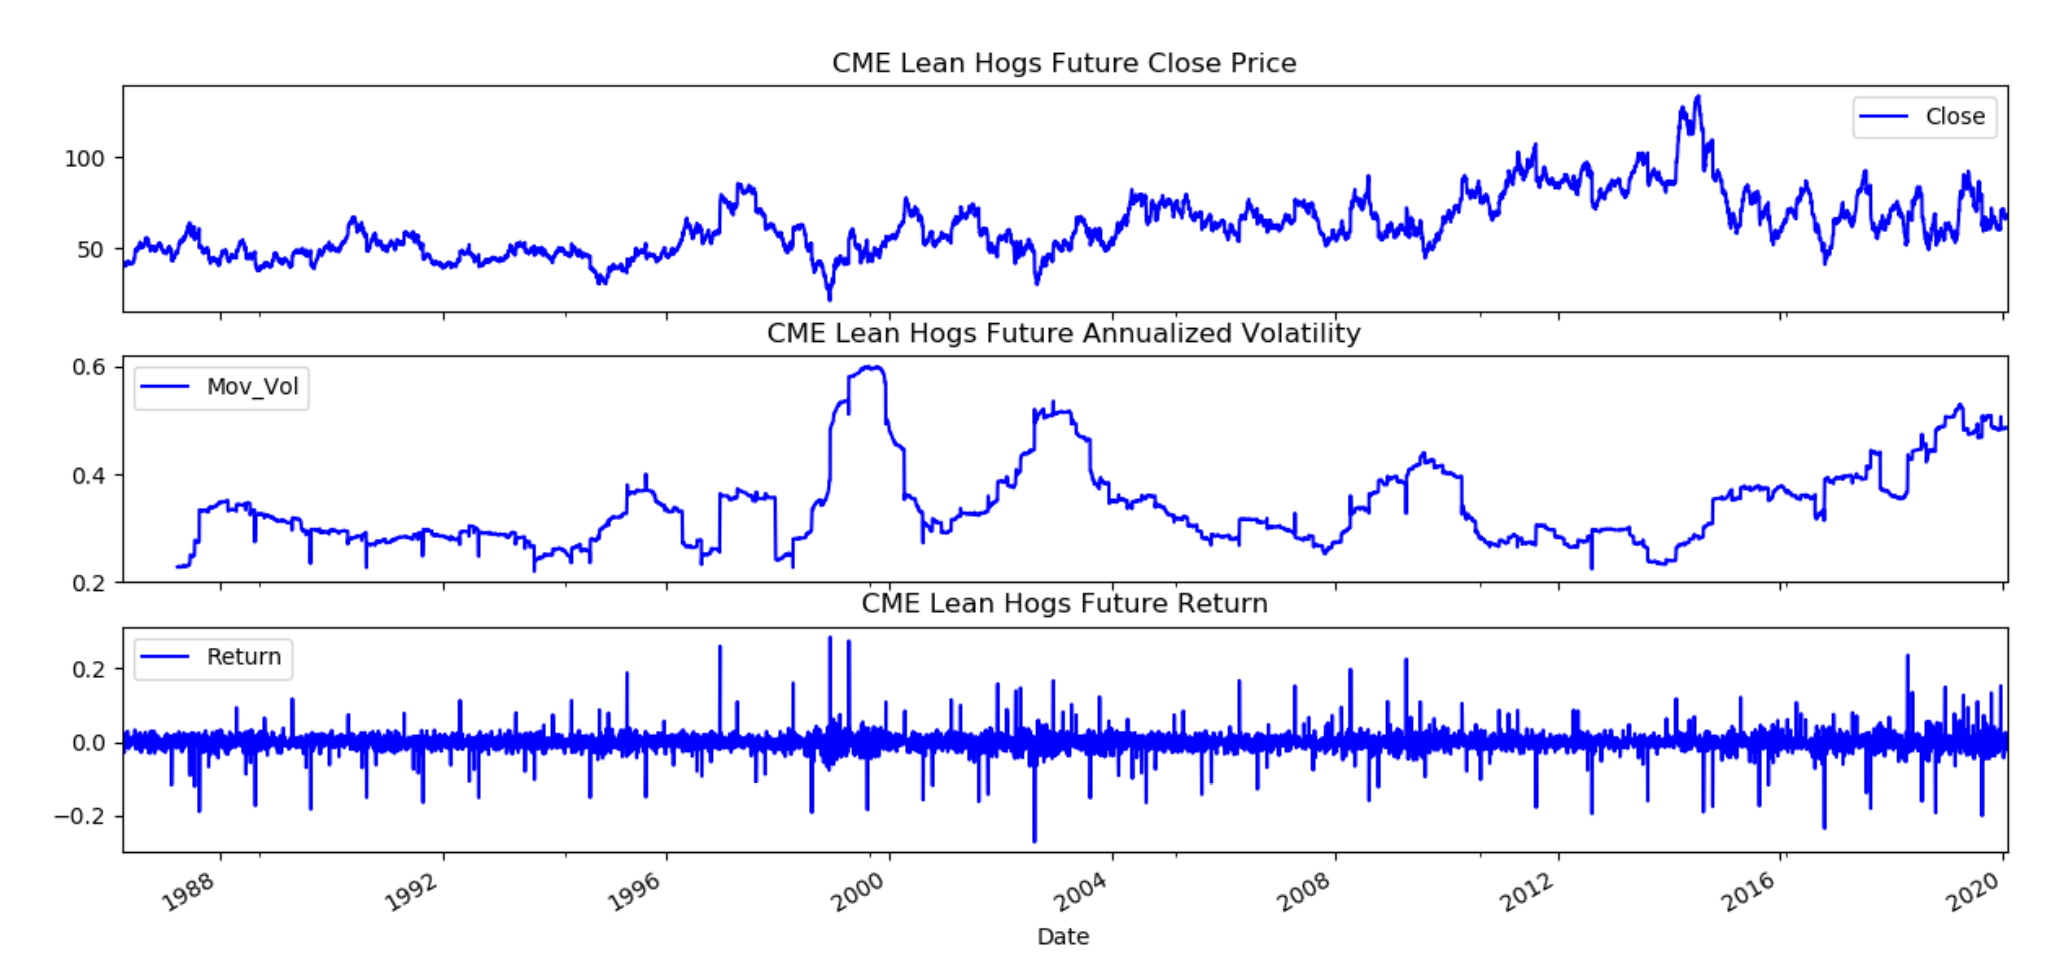 CME Lean Hogs Future Close Price
Close
100
50
CME Lean Hogs Future Annualized Volatility
Mov_Vol
0.6
0.4
0.2
CME Lean Hogs Future Return
Return
0.2
0.0
−0.2
1988 1992 1996 2000 2004 2008 2012 2016 2020
Date